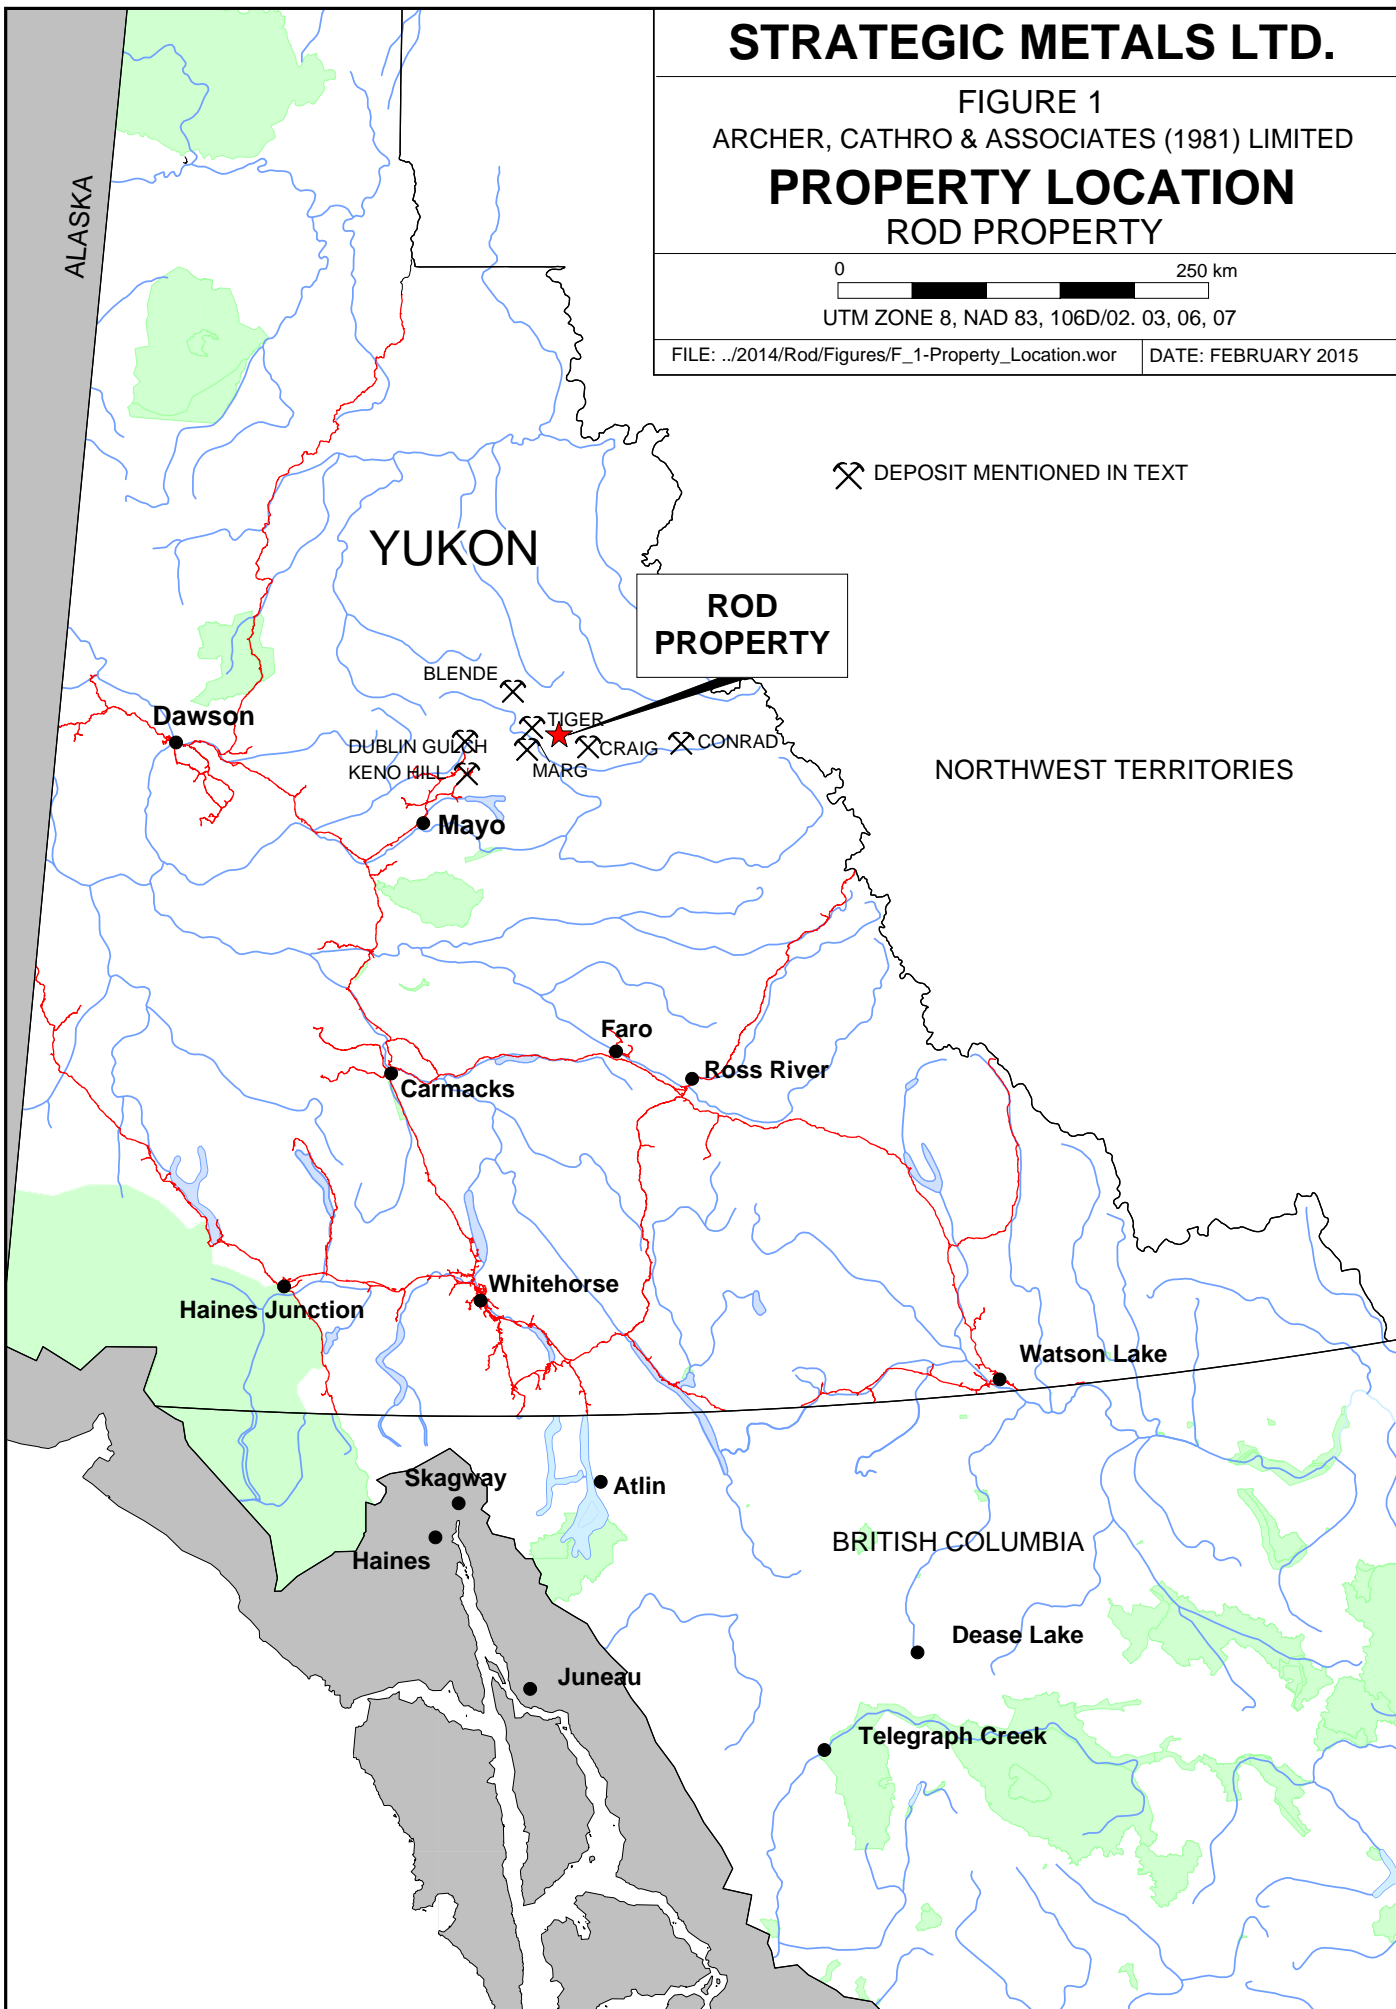 STRATEGIC METALS LTD.
FIGURE 1
ARCHER, CATHRO & ASSOCIATES (1981) LIMITED
PROPERTY LOCATION
ROD PROPERTY
0 250 km
UTM ZONE 8, NAD 83, 106D/02. 03, 06, 07
FILE: ../2014/Rod/Figures/F_1-Property_Location.wor DATE: FEBRUARY 2015
ALASKA
DEPOSIT MENTIONED IN TEXT
YUKON
ROD
PROPERTY
BLENDE
Dawson
TIGER
DUBLIN GULCH
CRAIG
CONRAD
KENO HILL
MARG
NORTHWEST TERRITORIES
Mayo
Faro
Ross River
Carmacks
Whitehorse
Haines Junction
Watson Lake
Skagway
Atlin
BRITISH COLUMBIA
Haines
Dease Lake
Juneau
Telegraph Creek